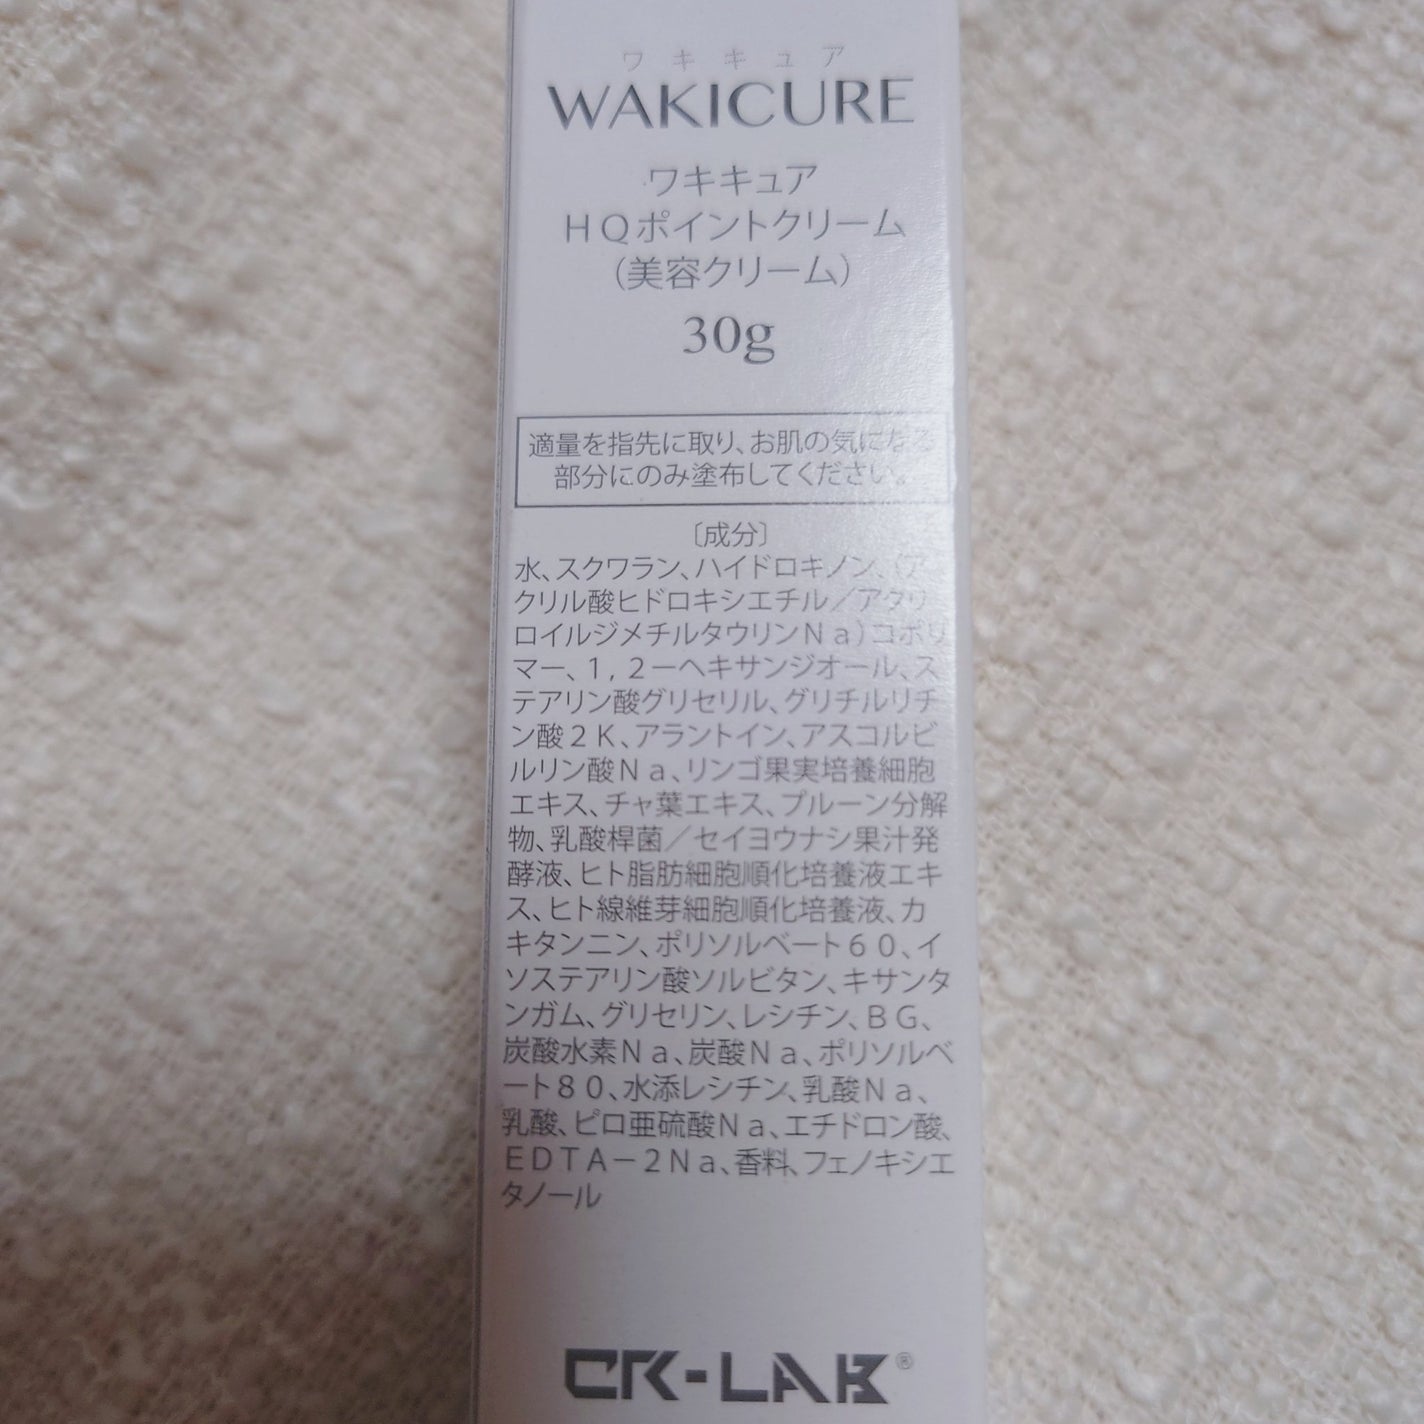 ワキキュア
WAKICURE
ワキキュア
HQポイントクリーム
(美容クリーム)
30g
適量を指先に取り、お肌の気になる
部分にのみ塗布してください。
〔成分〕
水、スクワラン、ハイドロキノン、(ア
クリル酸ヒドロキシエチル/アクリ
ロイルジメチルタウリンNa)コポリ
マー、1,2-ヘキサンジオール、ス
テアリン酸グリセリル、グリチルリチ
ン酸2K、アラントイン、アスコルビ
ルリン酸Na、リンゴ果実培養細胞
エキス、チャ葉エキス、プルーン分解
物、乳酸桿菌/セイヨウナシ果汁発
酵液、ヒト脂肪細胞順化培養液エキ
ス、ヒト線維芽細胞順化培養液、カ
キタンニン、ポリソルベート60、イ
ソステアリン酸ソルビタン、キサンタ
ンガム、グリセリン、レシチン、BG、
炭酸水素Na、炭酸Na、ポリソルベ
ート80、水添レシチン、乳酸Na、
乳酸、ピロ亜硫酸Na、エチドロン酸、
EDTA-2Na、香料、フェノキシエ
タノール
CK-LAB®